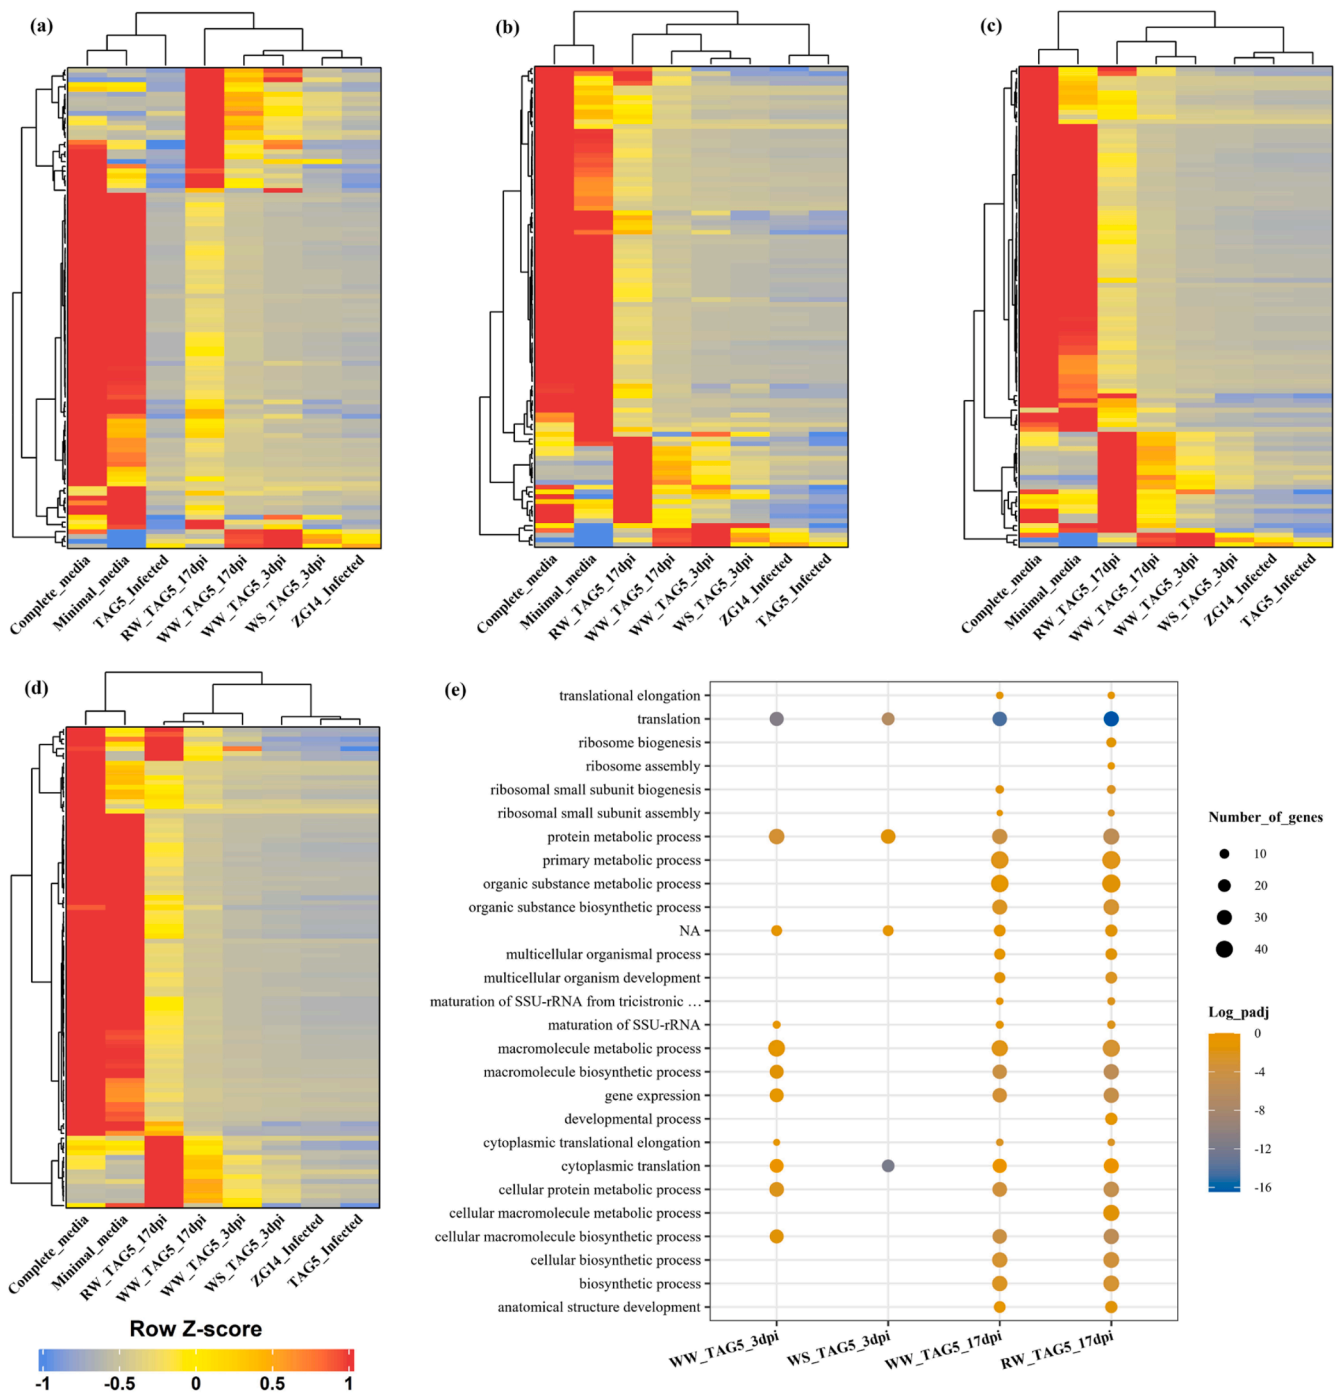 (a)
Complete_media
Minimal_media
TAG5_Infected
RW_TAG5_17dpi
WW_TAG5_17dpi
WW_TAG5_3dpi
WS_TAG5_3dpi
ZG14_Infected
(b)
Complete_media
Minimal_media
RW_TAG5_17dpi
WW_TAG5_17dpi
WW_TAG5_3dpi
WS_TAG5_3dpi
ZG14_Infected
TAG5_Infected
(c)
Complete_media
Minimal_media
RW_TAG5_17dpi
WW_TAG5_17dpi
WW_TAG5_3dpi
WS_TAG5_3dpi
ZG14_Infected
TAG5_Infected
(d)
Complete_media
Minimal_media
RW_TAG5_17dpi
WW_TAG5_17dpi
WW_TAG5_3dpi
WS_TAG5_3dpi
ZG14_Infected
TAG5_Infected
Row Z-score
-1 -0.5 0 0.5 1
(e)
translational elongation
translation
ribosome biogenesis
ribosome assembly
ribosomal small subunit biogenesis
ribosomal small subunit assembly
protein metabolic process
primary metabolic process
organic substance metabolic process
organic substance biosynthetic process
NA
multicellular organismal process
multicellular organism development
maturation of SSU-rRNA from tricistronic …
maturation of SSU-rRNA
macromolecule metabolic process
macromolecule biosynthetic process
gene expression
developmental process
cytoplasmic translational elongation
cytoplasmic translation
cellular protein metabolic process
cellular macromolecule metabolic process
cellular macromolecule biosynthetic process
cellular biosynthetic process
biosynthetic process
anatomical structure development
WW_TAG5_3dpi
WS_TAG5_3dpi
WW_TAG5_17dpi
RW_TAG5_17dpi
Number_of_genes
10
20
30
40
Log_padj
0
-4
-8
-12
-16